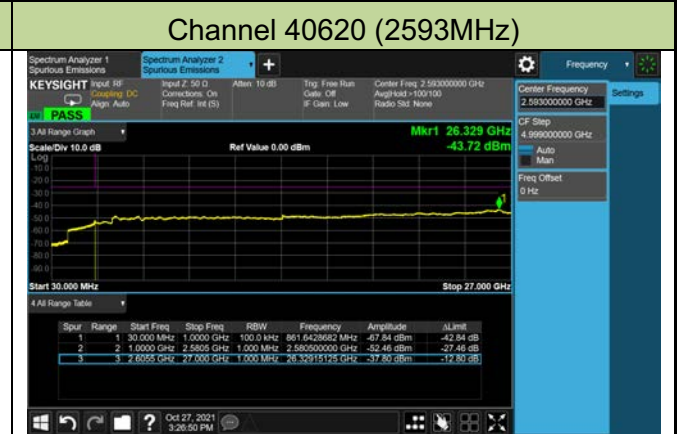 Channel 40620 (2593MHz)
Spectrum Analyzer 1
Spurious Emissions
Spectrum Analyzer 2
Spurious Emissions
+
Frequency
KEYSIGHT
Input: RF
Coupling: DC
Align: Auto
Input Z: 50 Ω
Corrections: On
Freq Ref: Int (S)
Atten: 10 dB
Trig: Free Run
Gate: Off
IF Gain: Low
Center Freq: 2.593000000 GHz
Avg|Hold:>100/100
Radio Std: None
PASS
Center Frequency
2.593000000 GHz
Settings
CF Step
4.999000000 GHz
Auto
Man
Freq Offset
0 Hz
3 All Range Graph
Mkr1 26.329 GHz
Scale/Div 10.0 dB
Ref Value 0.00 dBm
-43.72 dBm
Log
-10.0
-20.0
-30.0
-40.0
-50.0
-60.0
-70.0
-80.0
-90.0
1
Start 30.000 MHz
Stop 27.000 GHz
4 All Range Table
Spur Range Start Freq Stop Freq RBW Frequency Amplitude ΔLimit
1 1 30.000 MHz 1.0000 GHz 100.0 kHz 861.6428682 MHz -67.84 dBm -42.84 dB
2 2 1.0000 GHz 2.5805 GHz 1.000 MHz 2.580500000 GHz -52.46 dBm -27.46 dB
3 3 2.6055 GHz 27.000 GHz 1.000 MHz 26.32915125 GHz -37.80 dBm -12.80 dB
?
Oct 27, 2021
3:26:50 PM